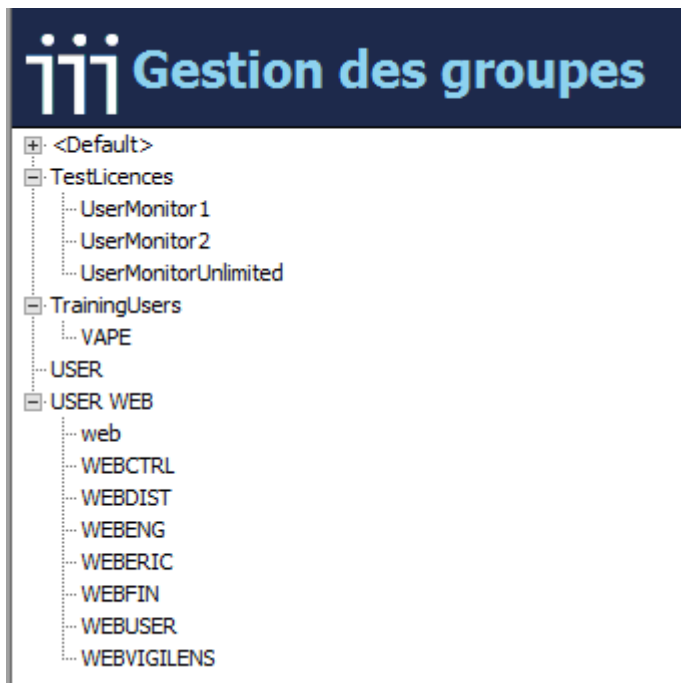 Gestion des groupes
<Default>
TestLicences
UserMonitor1
UserMonitor2
UserMonitorUnlimited
TrainingUsers
VAPE
USER
USER WEB
web
WEBCTRL
WEBDIST
WEBENG
WEBERIC
WEBFIN
WEBUSER
WEBVIGILENS